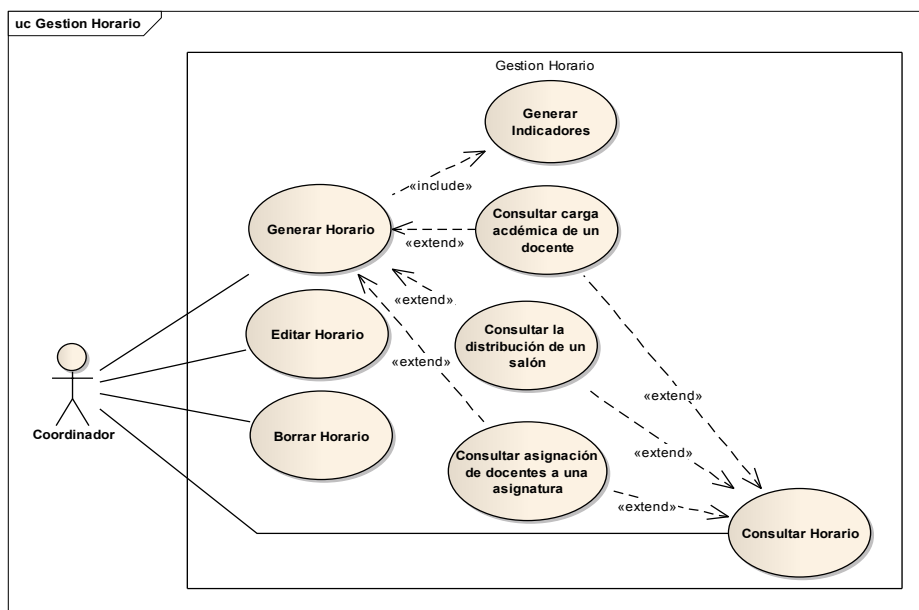 uc Gestion Horario
Gestion Horario
Generar
Indicadores
«include»
Generar Horario
Consultar carga
acdémica de un
docente
«extend»
«extend»
Editar Horario
Consultar la
distribución de un
salón
«extend»
Coordinador
Borrar Horario
Consultar asignación
de docentes a una
asignatura
«extend»
«extend»
«extend»
Consultar Horario